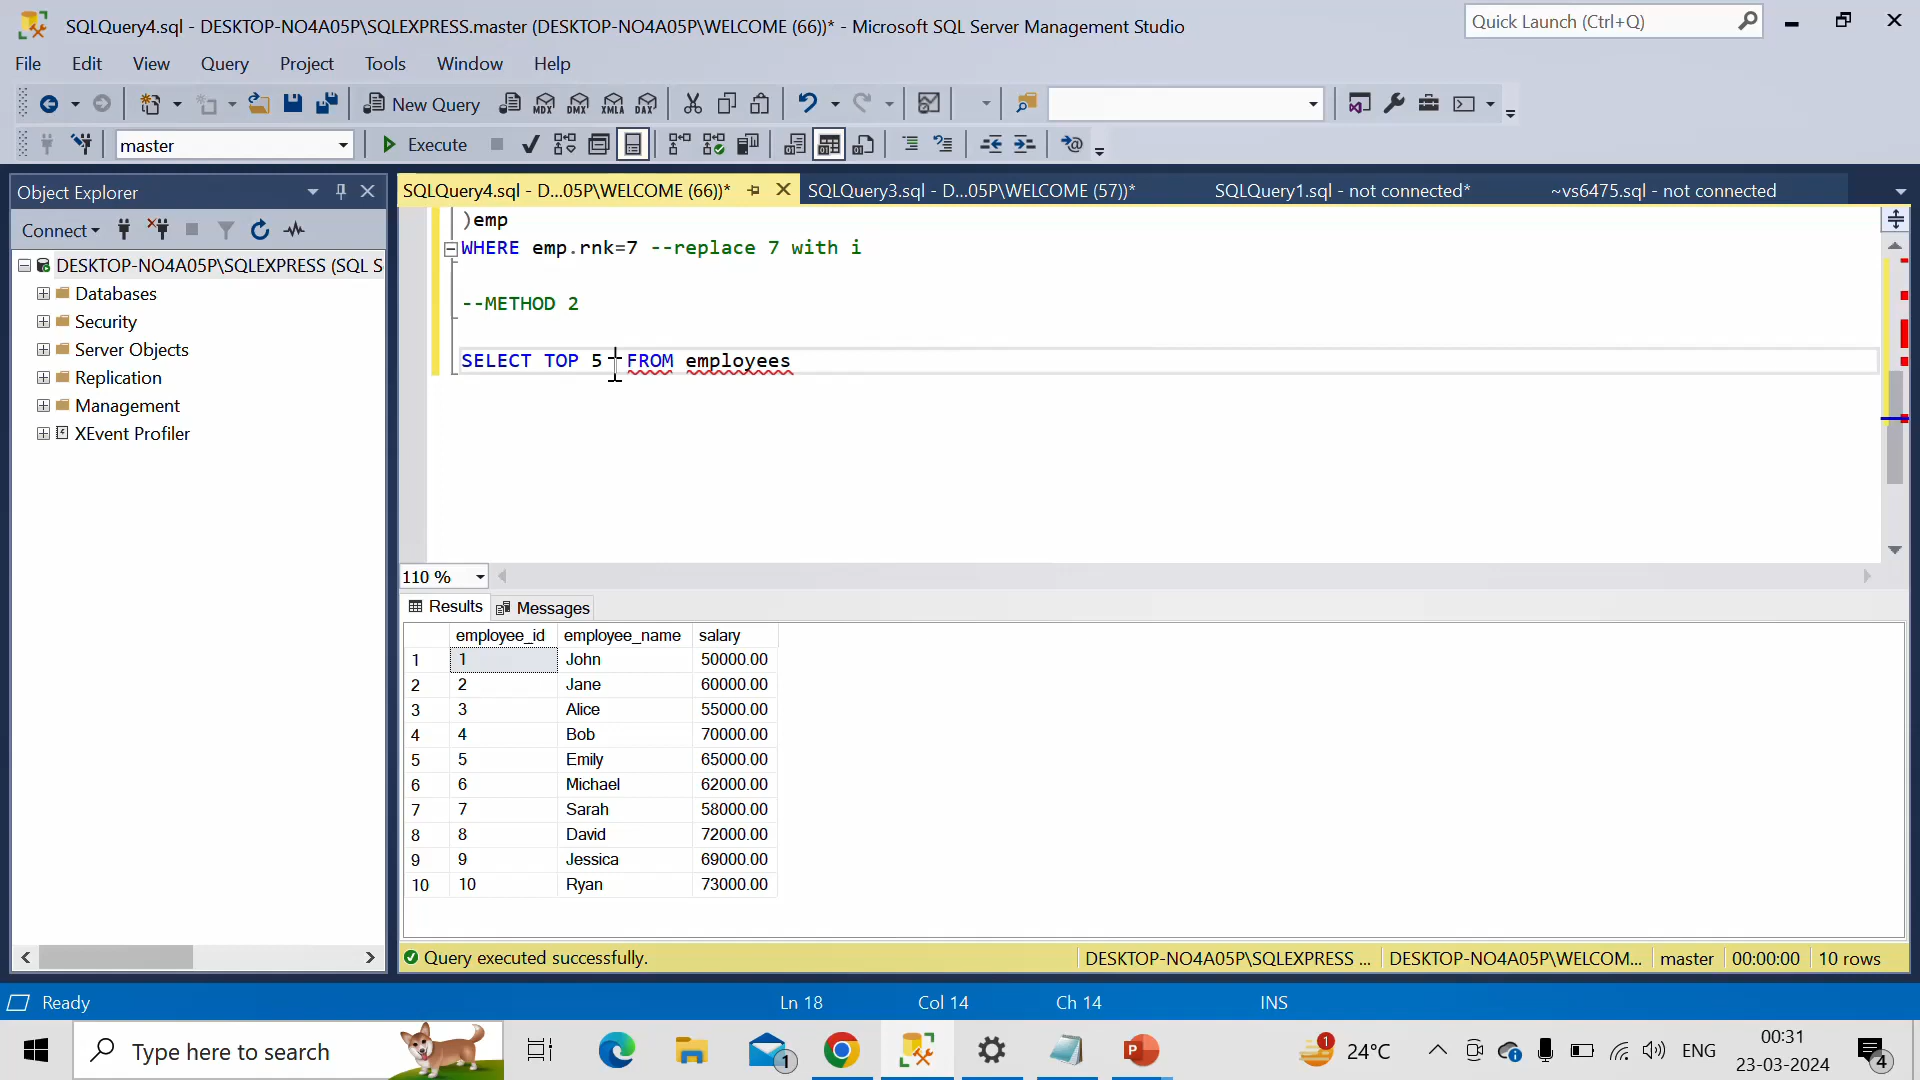 SQLQuery4.sql - DESKTOP-NO4A05P\SQLEXPRESS.master (DESKTOP-NO4A05P\WELCOME (66))* - Microsoft SQL Server Management Studio
Quick Launch (Ctrl+Q)
File Edit View Query Project Tools Window Help
New Query MDX DMX XMLA DAX
master Execute
Object Explorer
SQLQuery4.sql - D...05P\WELCOME (66))* SQLQuery3.sql - D...05P\WELCOME (57))* SQLQuery1.sql - not connected* ~vs6475.sql - not connected
Connect
DESKTOP-NO4A05P\SQLEXPRESS (SQL S
Databases
Security
Server Objects
Replication
Management
XEvent Profiler
)emp
WHERE emp.rnk=7 --replace 7 with i
--METHOD 2
SELECT TOP 5 FROM employees
110 %
Results Messages
employee_id employee_name salary
1 1 John 50000.00
2 2 Jane 60000.00
3 3 Alice 55000.00
4 4 Bob 70000.00
5 5 Emily 65000.00
6 6 Michael 62000.00
7 7 Sarah 58000.00
8 8 David 72000.00
9 9 Jessica 69000.00
10 10 Ryan 73000.00
Query executed successfully. DESKTOP-NO4A05P\SQLEXPRESS ... DESKTOP-NO4A05P\WELCOM... master 00:00:00 10 rows
Ready Ln 18 Col 14 Ch 14 INS
Type here to search
1
P
1
24°C
ENG
00:31
23-03-2024
4